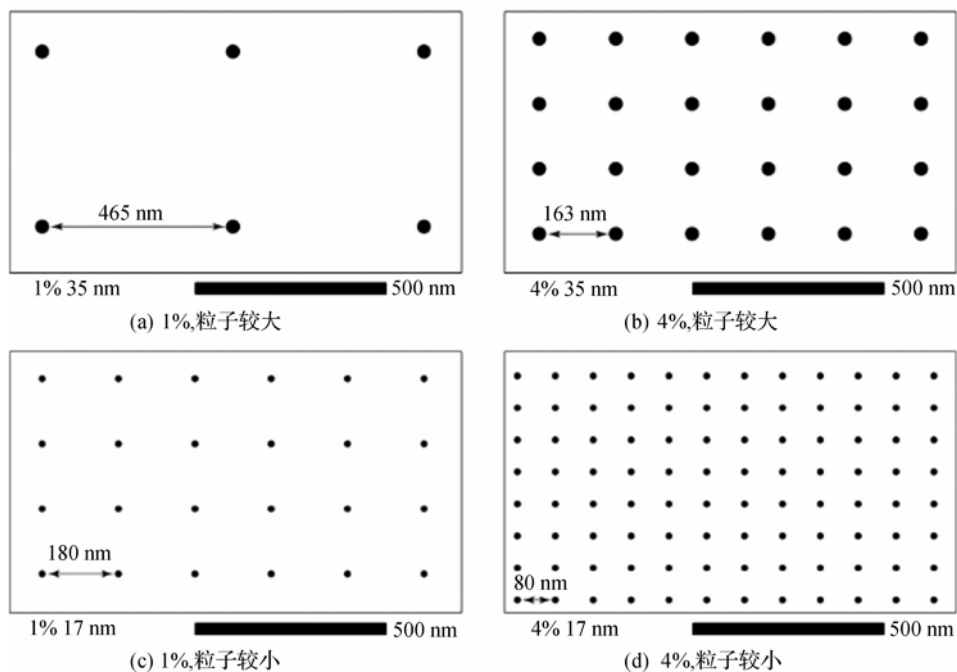 465 nm
1% 35 nm
500 nm
(a) 1%,粒子较大
163 nm
4% 35 nm
500 nm
(b) 4%,粒子较大
180 nm
1% 17 nm
500 nm
(c) 1%,粒子较小
80 nm
4% 17 nm
500 nm
(d) 4%,粒子较小